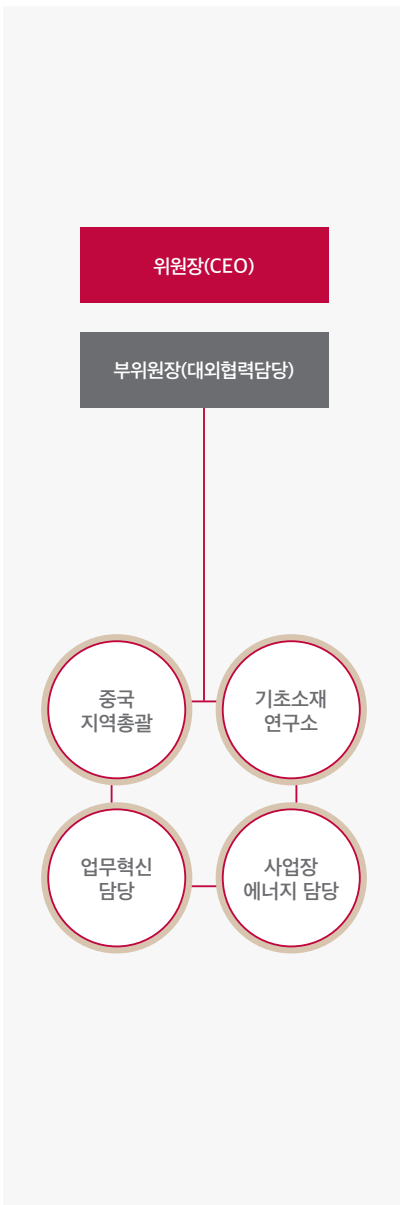 위원장(CEO)
부위원장(대외협력담당)
중국
지역총괄
기초소재
연구소
업무혁신
담당
사업장
에너지 담당